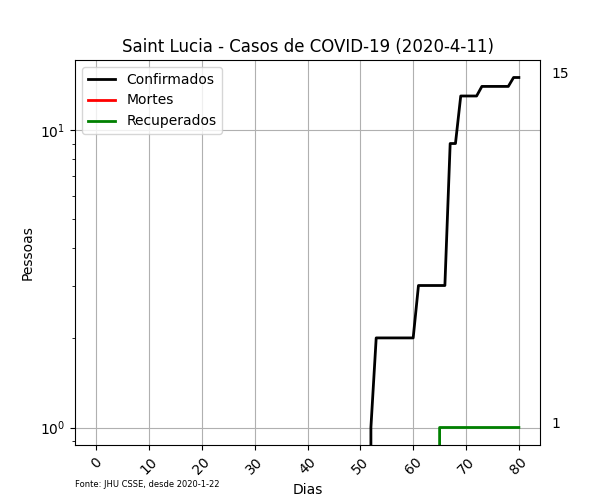 Saint Lucia - Casos de COVID-19 (2020-4-11)
Confirmados
Mortes
Recuperados
15
10¹
Pessoas
10⁰
1
0 10 20 30 40 50 60 70 80
Fonte: JHU CSSE, desde 2020-1-22
Dias